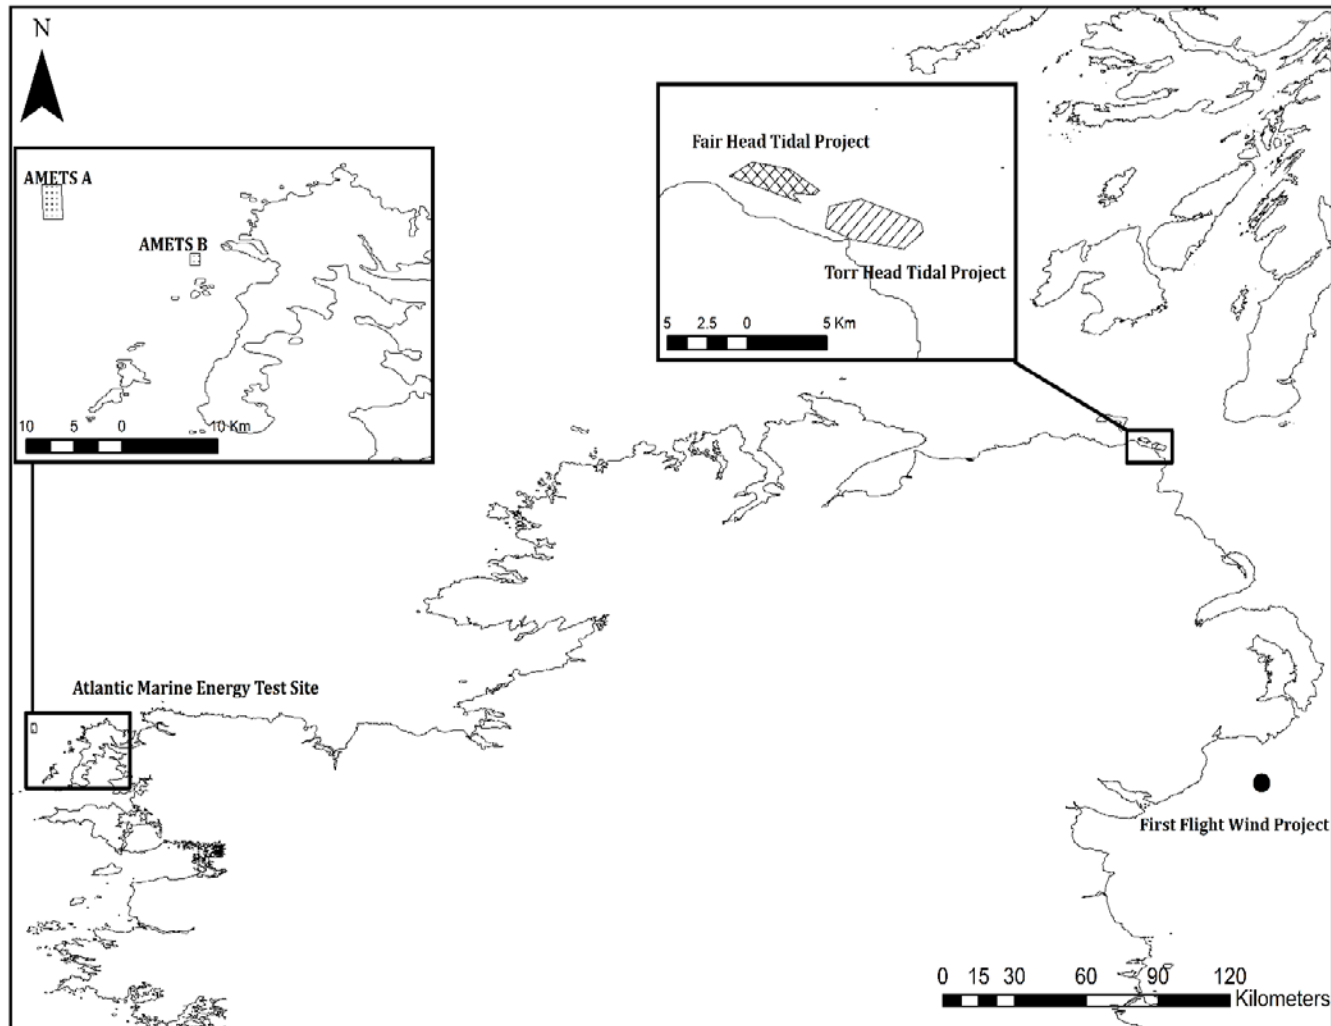 N
AMETS A
AMETS B
10 5 0 10 Km
Fair Head Tidal Project
Torr Head Tidal Project
5 2.5 0 5 Km
Atlantic Marine Energy Test Site
First Flight Wind Project
0 15 30 60 90 120
Kilometers